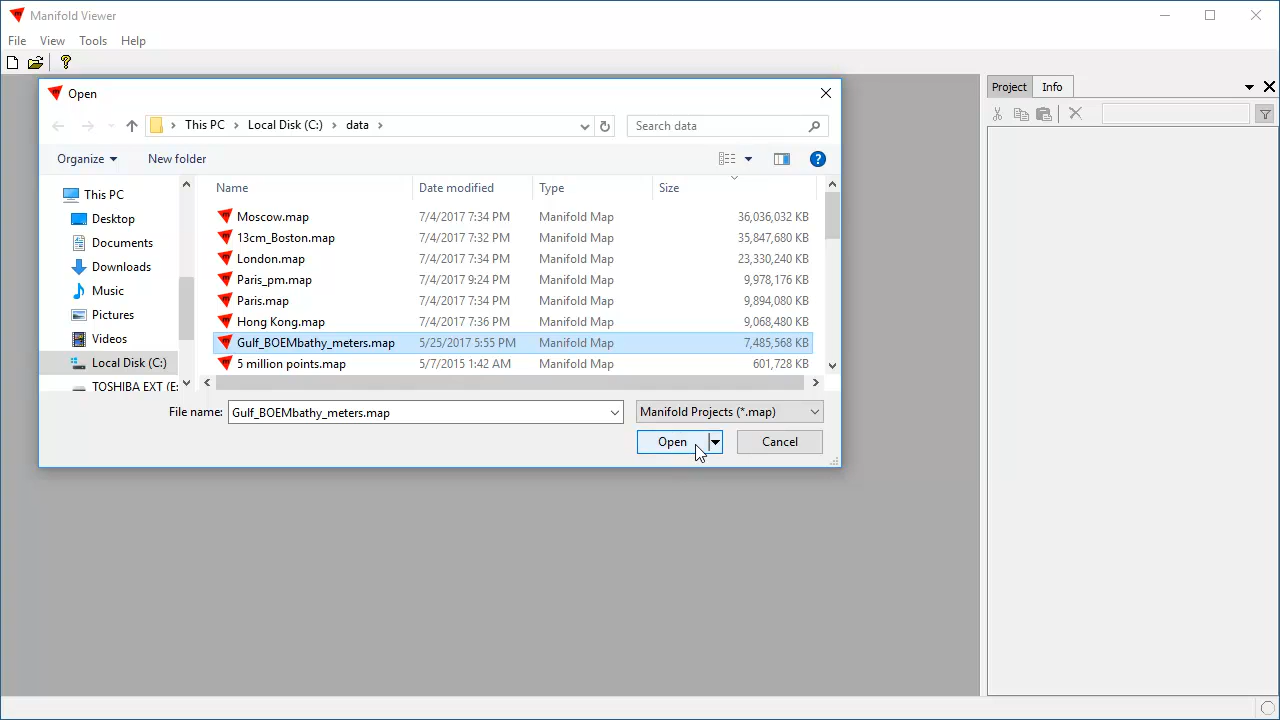 Manifold Viewer
File View Tools Help
Project Info
Open
This PC Local Disk (C:) data
Search data
Organize New folder
Name Date modified Type Size
This PC
Desktop
Documents
Downloads
Music
Pictures
Videos
Local Disk (C:)
TOSHIBA EXT (E:
Moscow.map 7/4/2017 7:34 PM Manifold Map 36,036,032 KB
13cm_Boston.map 7/4/2017 7:32 PM Manifold Map 35,847,680 KB
London.map 7/4/2017 7:34 PM Manifold Map 23,330,240 KB
Paris_pm.map 7/4/2017 9:24 PM Manifold Map 9,978,176 KB
Paris.map 7/4/2017 7:34 PM Manifold Map 9,894,080 KB
Hong Kong.map 7/4/2017 7:36 PM Manifold Map 9,068,480 KB
Gulf_BOEMbathy_meters.map 5/25/2017 5:55 PM Manifold Map 7,485,568 KB
5 million points.map 5/7/2015 1:42 AM Manifold Map 601,728 KB
File name: Gulf_BOEMbathy_meters.map Manifold Projects (*.map)
Open Cancel